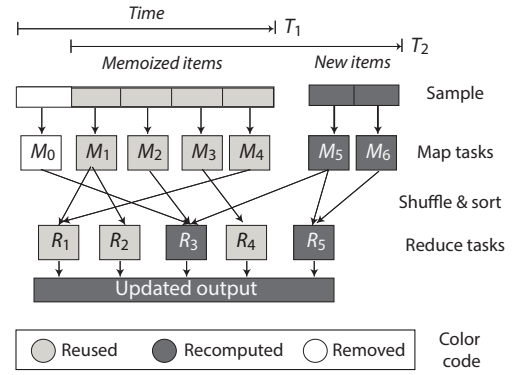 Time
T1
T2
Memoized items
New items
Sample
M0 M1 M2 M3 M4 M5 M6
Map tasks
Shuffle & sort
R1 R2 R3 R4 R5
Reduce tasks
Updated output
Reused
Recomputed
Removed
Color
code